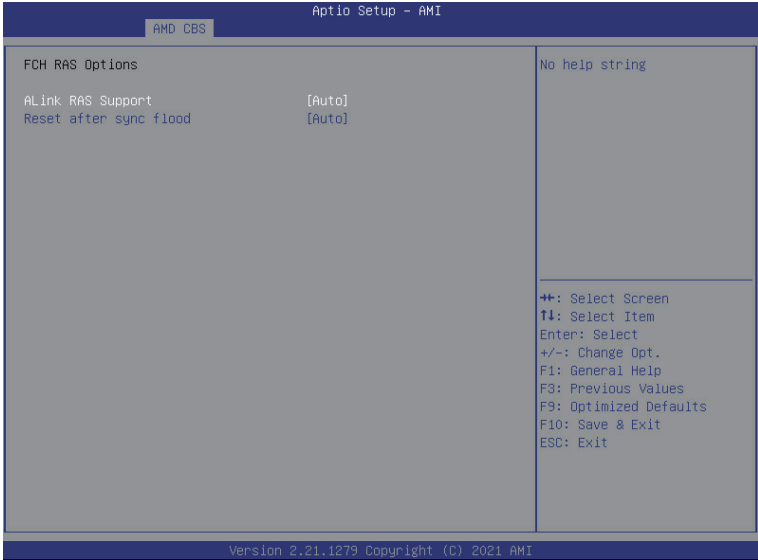 Aptio Setup – AMI
AMD CBS
FCH RAS Options
ALink RAS Support [Auto]
Reset after sync flood [Auto]
No help string
→←: Select Screen
↑↓: Select Item
Enter: Select
+/-: Change Opt.
F1: General Help
F3: Previous Values
F9: Optimized Defaults
F10: Save & Exit
ESC: Exit
Version 2.21.1279 Copyright (C) 2021 AMI